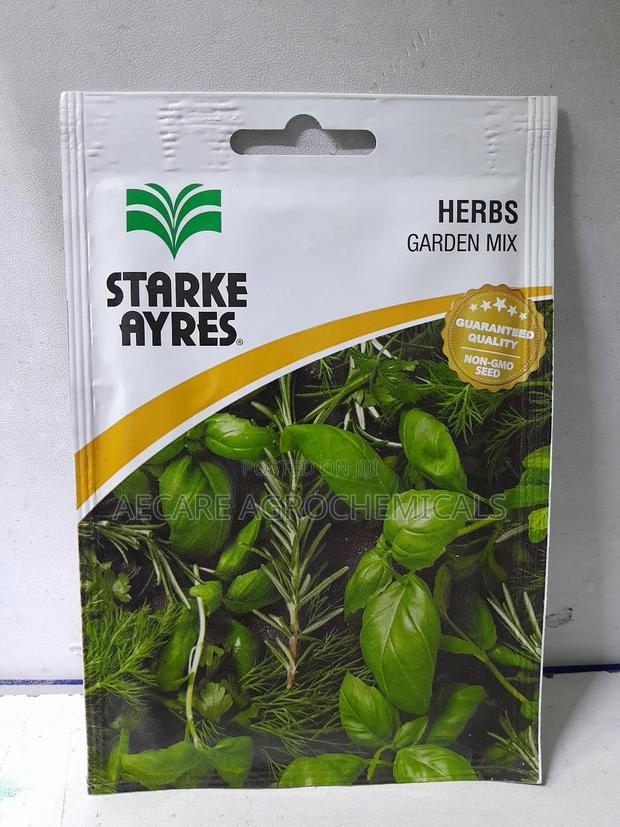 HERBS
GARDEN MIX
STARKE
AYRES®
GUARANTEED
QUALITY
NON-GMO
SEED
POSTED ON JIJI
AECARE AGROCHEMICALS